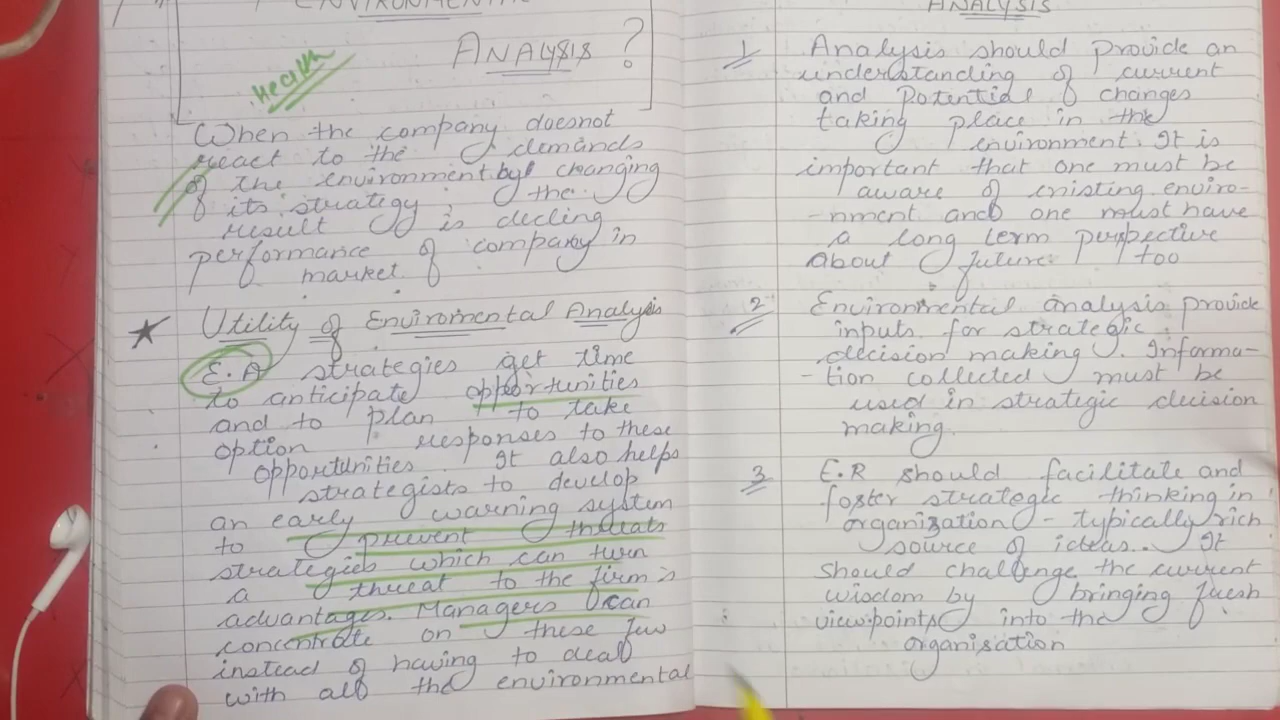 ENVIRONMENTAL
ANALYSIS ?
Health
When the company doesnot
react to the demands
of the environment by changing
of its strategy, the
result is decling
performance of company in
market.
Utility of Enviromental Analysis
E.A strategies get time
to anticipate opportunities
and to plan to take
option responses to these
opportunities. It also helps
strategists to develop
an early warning system
to prevent threats
strategies which can turn
a threat to the firm's
advantages. Managers can
concentrate on these few
instead of having to deal
with all the environmental
ANALYSIS
1 Analysis should provide an
understanding of current
and Potential of changes
taking place in the
environment. It is
important that one must be
aware of existing enviro-
-nment and one must have
a long term perspective
about future too
2 Environmental analysis provide
inputs for strategic
decision making. Informa-
-tion collected must be
used in strategic decision
making.
3 E.R should facilitate and
foster strategic thinking in
organization - typically rich
source of ideas. It
should challenge the current
wisdom by bringing fresh
viewpoints into the
organisation